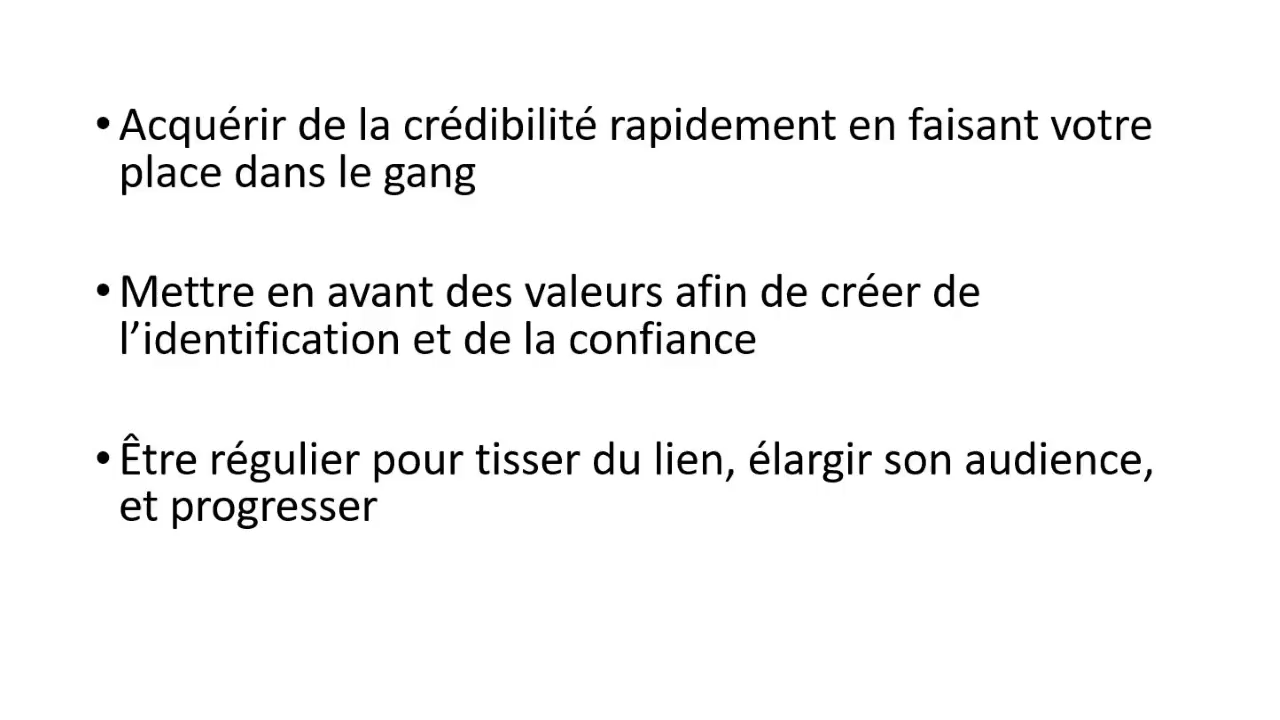 • Acquérir de la crédibilité rapidement en faisant votre
place dans le gang
• Mettre en avant des valeurs afin de créer de
l’identification et de la confiance
• Être régulier pour tisser du lien, élargir son audience,
et progresser